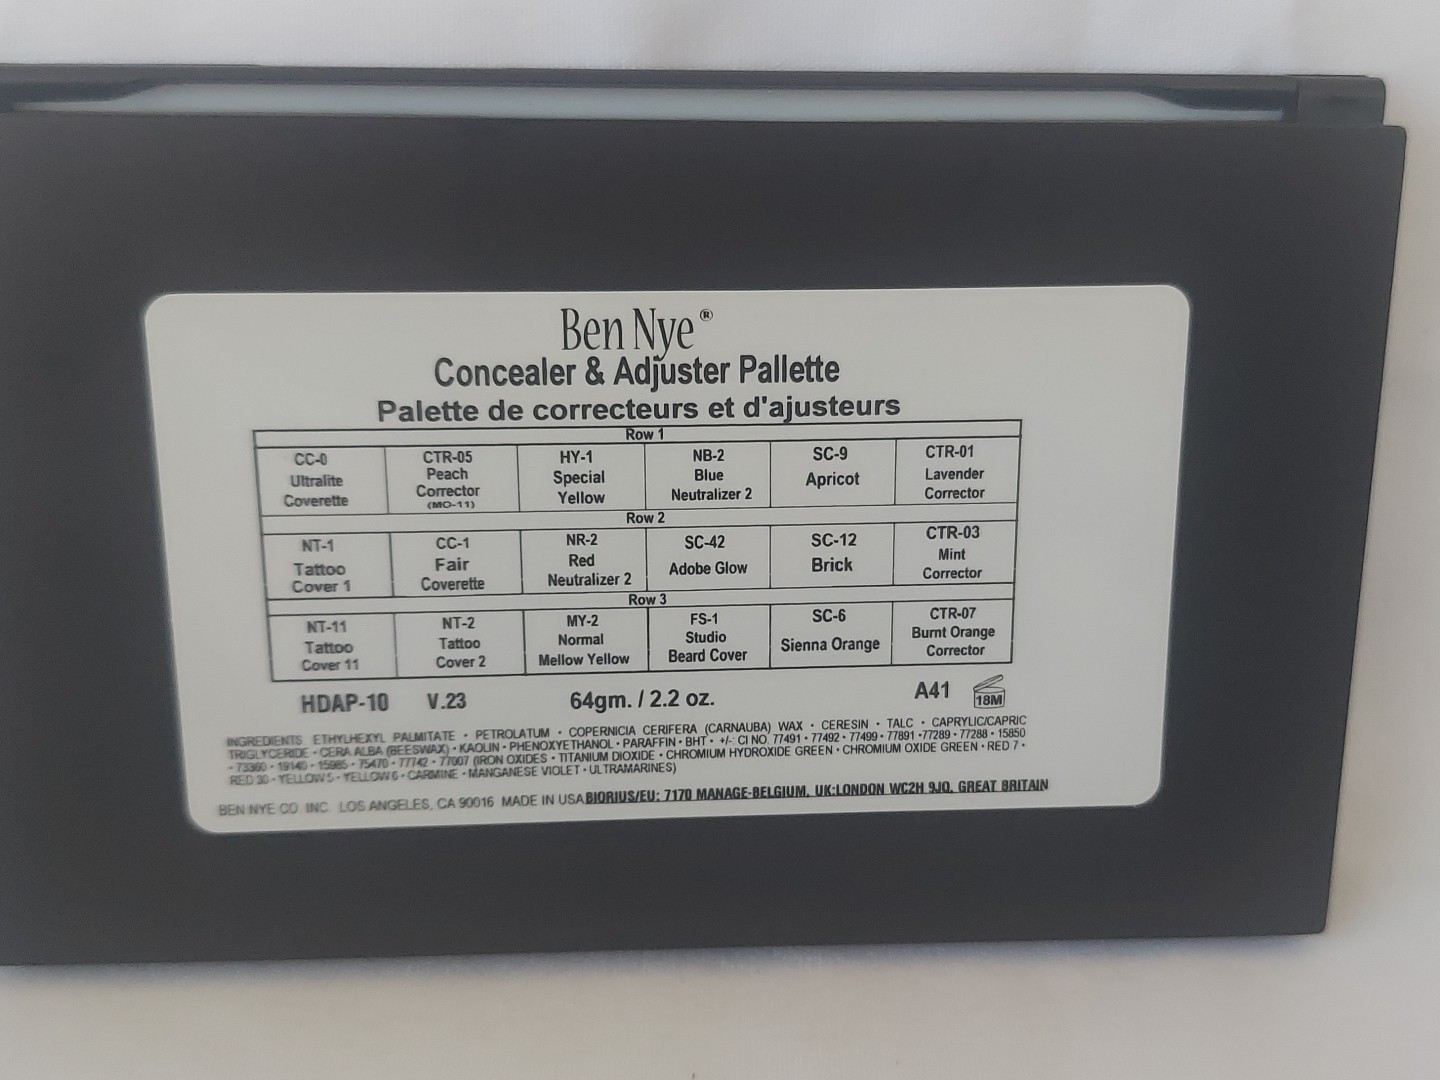 Ben Nye®
Concealer & Adjuster Pallette
Palette de correcteurs et d'ajusteurs
Row 1
CC-0 Ultralite Coverette
CTR-05 Peach Corrector (MO-11)
HY-1 Special Yellow
NB-2 Blue Neutralizer 2
SC-9 Apricot
CTR-01 Lavender Corrector
Row 2
NT-1 Tattoo Cover 1
CC-1 Fair Coverette
NR-2 Red Neutralizer 2
SC-42 Adobe Glow
SC-12 Brick
CTR-03 Mint Corrector
Row 3
NT-11 Tattoo Cover 11
NT-2 Tattoo Cover 2
MY-2 Normal Mellow Yellow
FS-1 Studio Beard Cover
SC-6 Sienna Orange
CTR-07 Burnt Orange Corrector
HDAP-10 V.23 64gm. / 2.2 oz. A41 18M
INGREDIENTS ETHYLHEXYL PALMITATE · PETROLATUM · COPERNICIA CERIFERA (CARNAUBA) WAX · CERESIN · TALC · CAPRYLIC/CAPRIC
TRIGLYCERIDE · CERA ALBA (BEESWAX) · KAOLIN · PHENOXYETHANOL · PARAFFIN · BHT · +/-: CI NO. 77491 · 77492 · 77499 · 77891 · 77289 · 77288 · 15850
· 73360 · 19140 · 15985 · 75470 · 77742 · 77007 (IRON OXIDES · TITANIUM DIOXIDE · CHROMIUM HYDROXIDE GREEN · CHROMIUM OXIDE GREEN · RED 7 ·
RED 30 · YELLOW 5 · YELLOW 6 · CARMINE · MANGANESE VIOLET · ULTRAMARINES)
BEN NYE CO. INC. LOS ANGELES, CA 90016 MADE IN USA BIORIUS/EU: 7170 MANAGE-BELGIUM, UK:LONDON WC2H 9JQ, GREAT BRITAIN